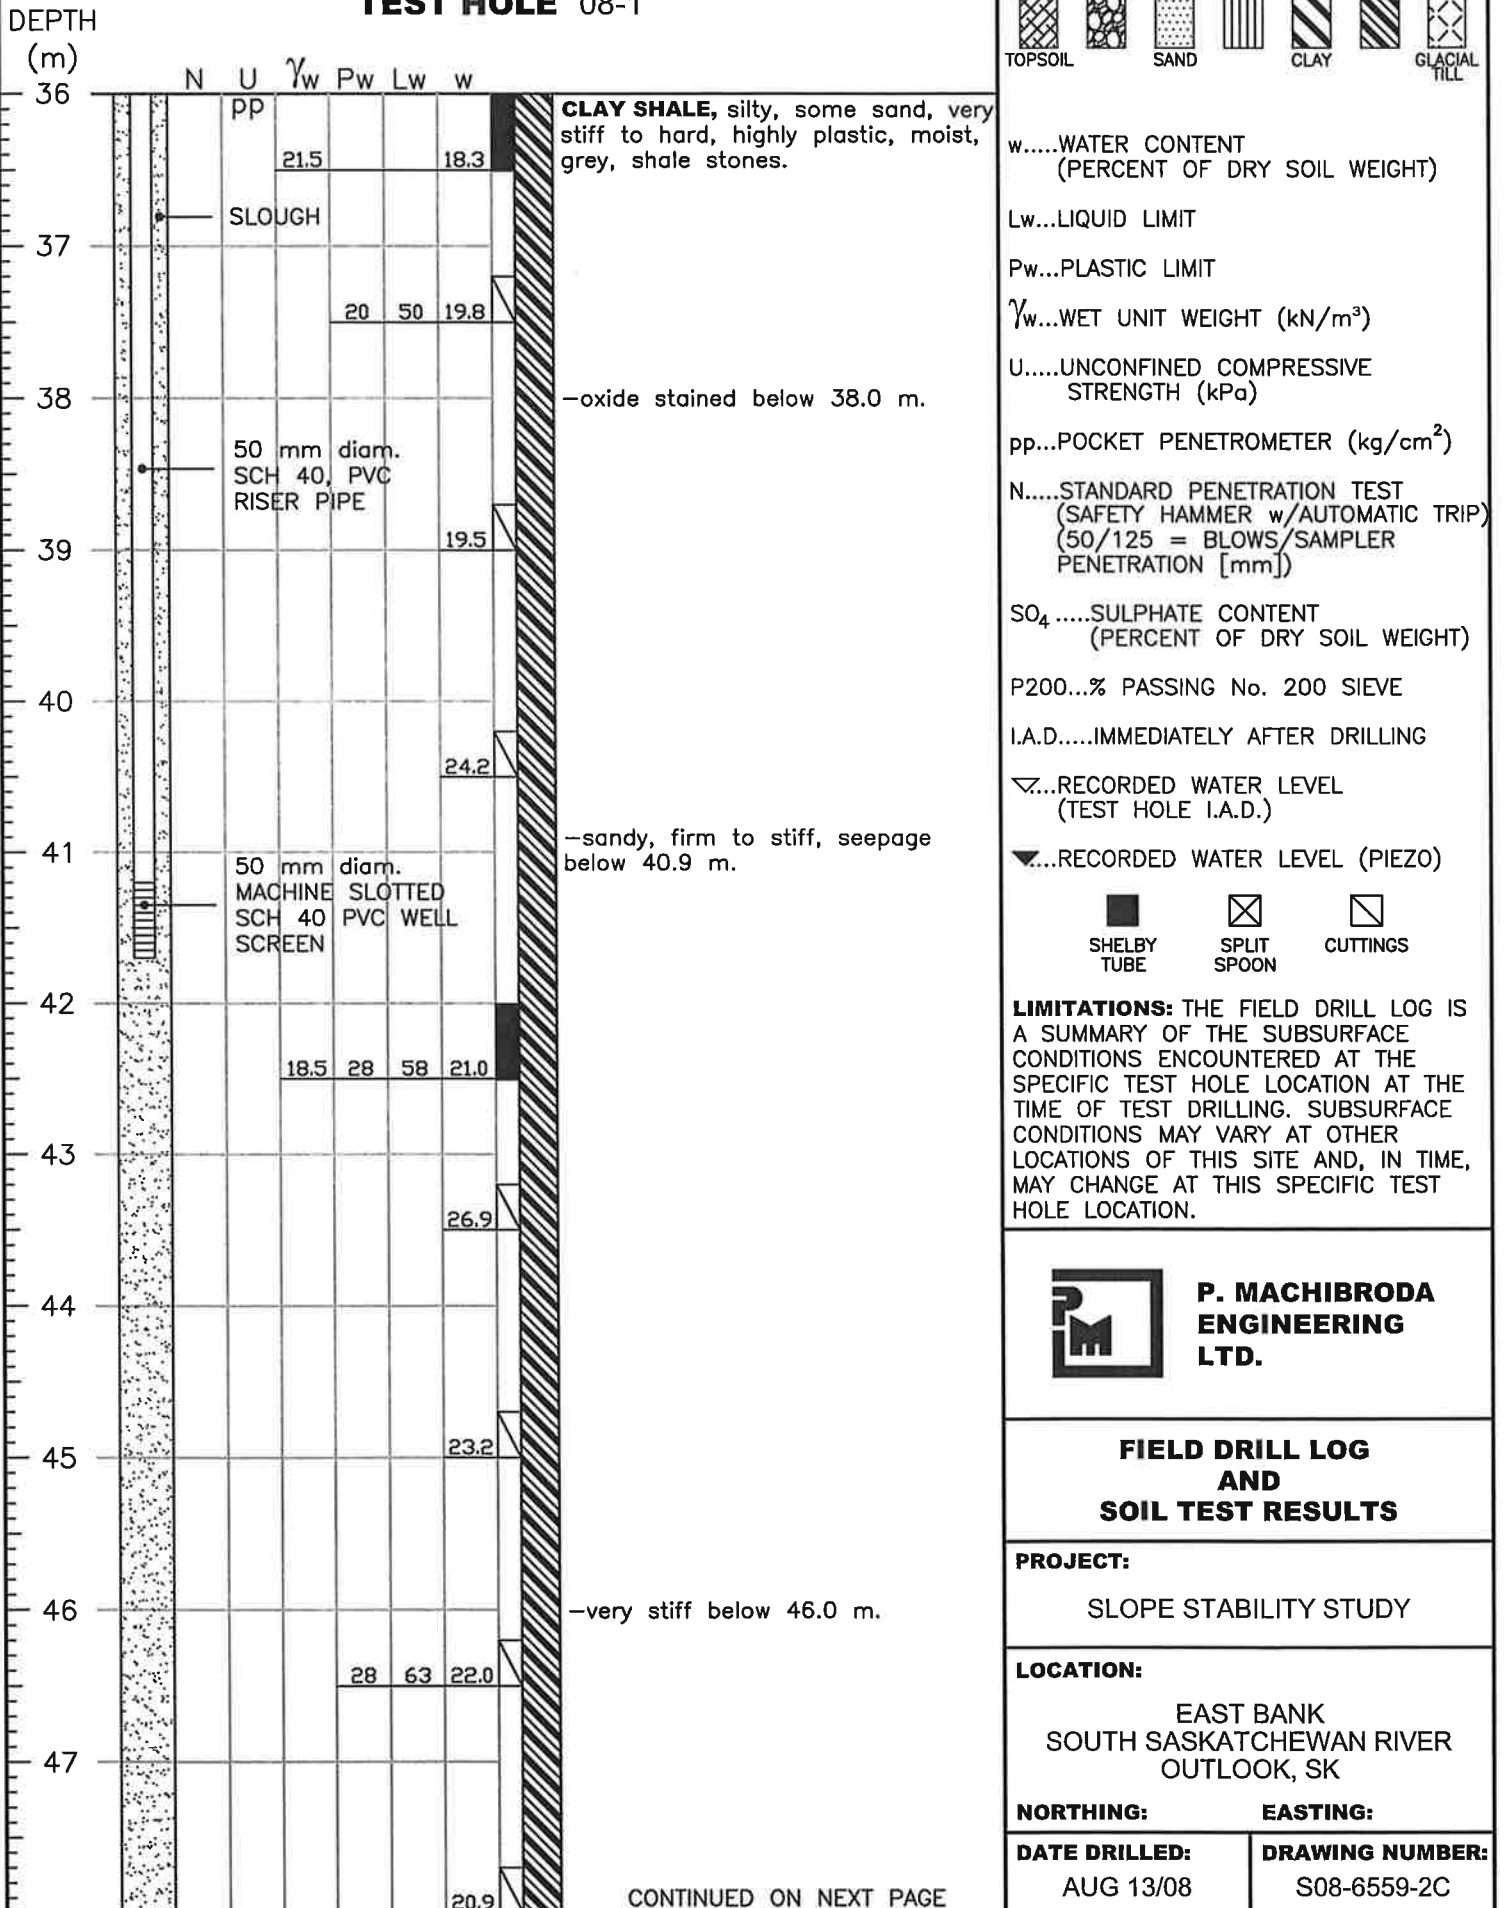 TEST HOLE 08-1
DEPTH
(m)
N U γw Pw Lw w
PP
36
21.5 18.3
SLOUGH
37
20 50 19.8
38
50 mm diam.
SCH 40, PVC
RISER PIPE
19.5
39
40
24.2
41
50 mm diam.
MACHINE SLOTTED
SCH 40 PVC WELL
SCREEN
42
18.5 28 58 21.0
43
26.9
44
23.2
45
46
28 63 22.0
47
20.9
CLAY SHALE, silty, some sand, very
stiff to hard, highly plastic, moist,
grey, shale stones.
-oxide stained below 38.0 m.
-sandy, firm to stiff, seepage
below 40.9 m.
-very stiff below 46.0 m.
CONTINUED ON NEXT PAGE
TOPSOIL SAND CLAY GLACIAL
TILL
w.....WATER CONTENT
(PERCENT OF DRY SOIL WEIGHT)
Lw...LIQUID LIMIT
Pw...PLASTIC LIMIT
γw...WET UNIT WEIGHT (kN/m³)
U.....UNCONFINED COMPRESSIVE
STRENGTH (kPa)
pp...POCKET PENETROMETER (kg/cm²)
N.....STANDARD PENETRATION TEST
(SAFETY HAMMER w/AUTOMATIC TRIP)
(50/125 = BLOWS/SAMPLER
PENETRATION [mm])
SO₄.....SULPHATE CONTENT
(PERCENT OF DRY SOIL WEIGHT)
P200...% PASSING No. 200 SIEVE
I.A.D.....IMMEDIATELY AFTER DRILLING
...RECORDED WATER LEVEL
(TEST HOLE I.A.D.)
...RECORDED WATER LEVEL (PIEZO)
SHELBY
TUBE
SPLIT
SPOON
CUTTINGS
LIMITATIONS: THE FIELD DRILL LOG IS
A SUMMARY OF THE SUBSURFACE
CONDITIONS ENCOUNTERED AT THE
SPECIFIC TEST HOLE LOCATION AT THE
TIME OF TEST DRILLING. SUBSURFACE
CONDITIONS MAY VARY AT OTHER
LOCATIONS OF THIS SITE AND, IN TIME,
MAY CHANGE AT THIS SPECIFIC TEST
HOLE LOCATION.
PM
P. MACHIBRODA
ENGINEERING
LTD.
FIELD DRILL LOG
AND
SOIL TEST RESULTS
PROJECT:
SLOPE STABILITY STUDY
LOCATION:
EAST BANK
SOUTH SASKATCHEWAN RIVER
OUTLOOK, SK
NORTHING: EASTING:
DATE DRILLED: DRAWING NUMBER:
AUG 13/08 S08-6559-2C